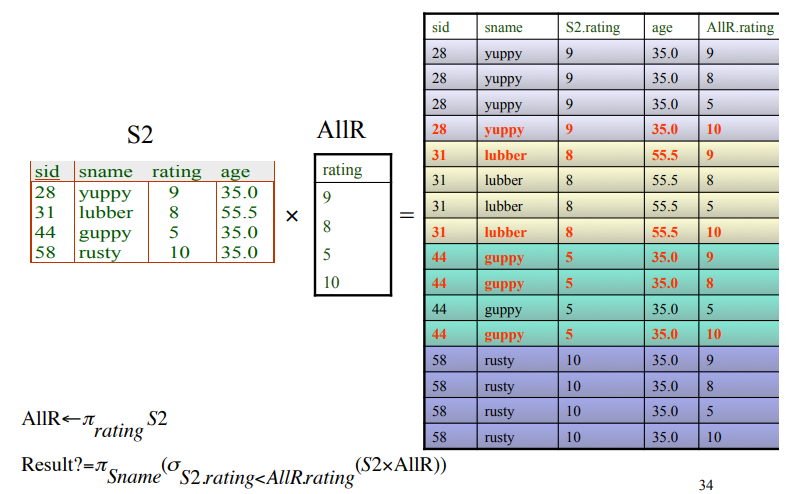 S2
sid sname rating age
28 yuppy 9 35.0
31 lubber 8 55.5
44 guppy 5 35.0
58 rusty 10 35.0
×
AllR
rating
9
8
5
10
=
sid sname S2.rating age AllR.rating
28 yuppy 9 35.0 9
28 yuppy 9 35.0 8
28 yuppy 9 35.0 5
28 yuppy 9 35.0 10
31 lubber 8 55.5 9
31 lubber 8 55.5 8
31 lubber 8 55.5 5
31 lubber 8 55.5 10
44 guppy 5 35.0 9
44 guppy 5 35.0 8
44 guppy 5 35.0 5
44 guppy 5 35.0 10
58 rusty 10 35.0 9
58 rusty 10 35.0 8
58 rusty 10 35.0 5
58 rusty 10 35.0 10
AllR←π rating S2
Result?=π Sname (σ S2.rating<AllR.rating (S2×AllR))
34